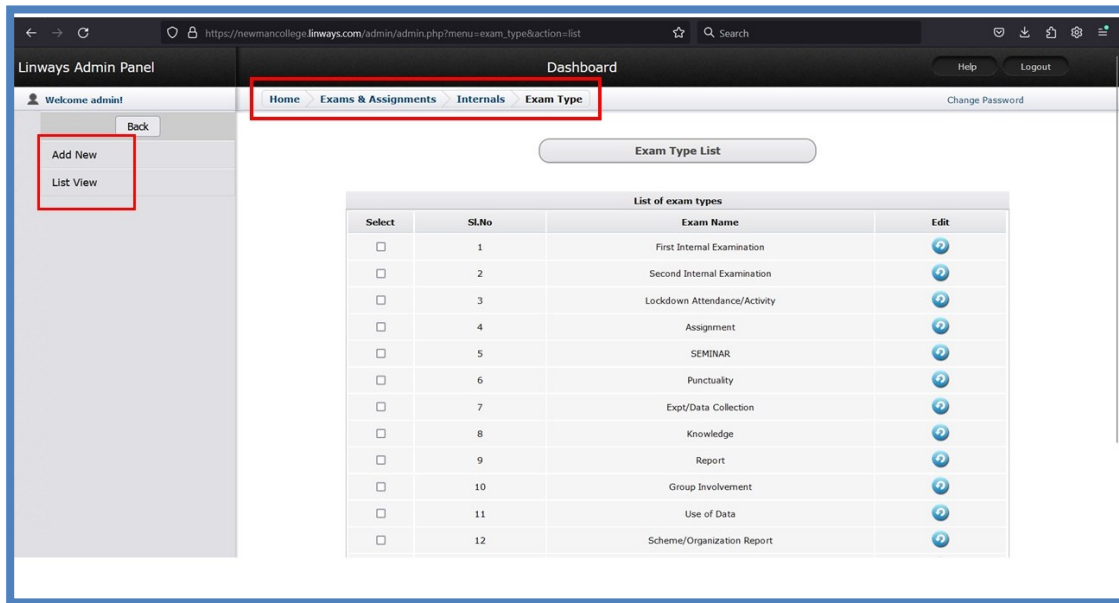 https://newmancollege.linways.com/admin/admin.php?menu=exam_type&action=list Search
Linways Admin Panel Dashboard Help Logout
Welcome admin! Home Exams & Assignments Internals Exam Type Change Password
Back
Add New
List View
Exam Type List
List of exam types
Select Sl.No Exam Name Edit
1 First Internal Examination
2 Second Internal Examination
3 Lockdown Attendance/Activity
4 Assignment
5 SEMINAR
6 Punctuality
7 Expt/Data Collection
8 Knowledge
9 Report
10 Group Involvement
11 Use of Data
12 Scheme/Organization Report